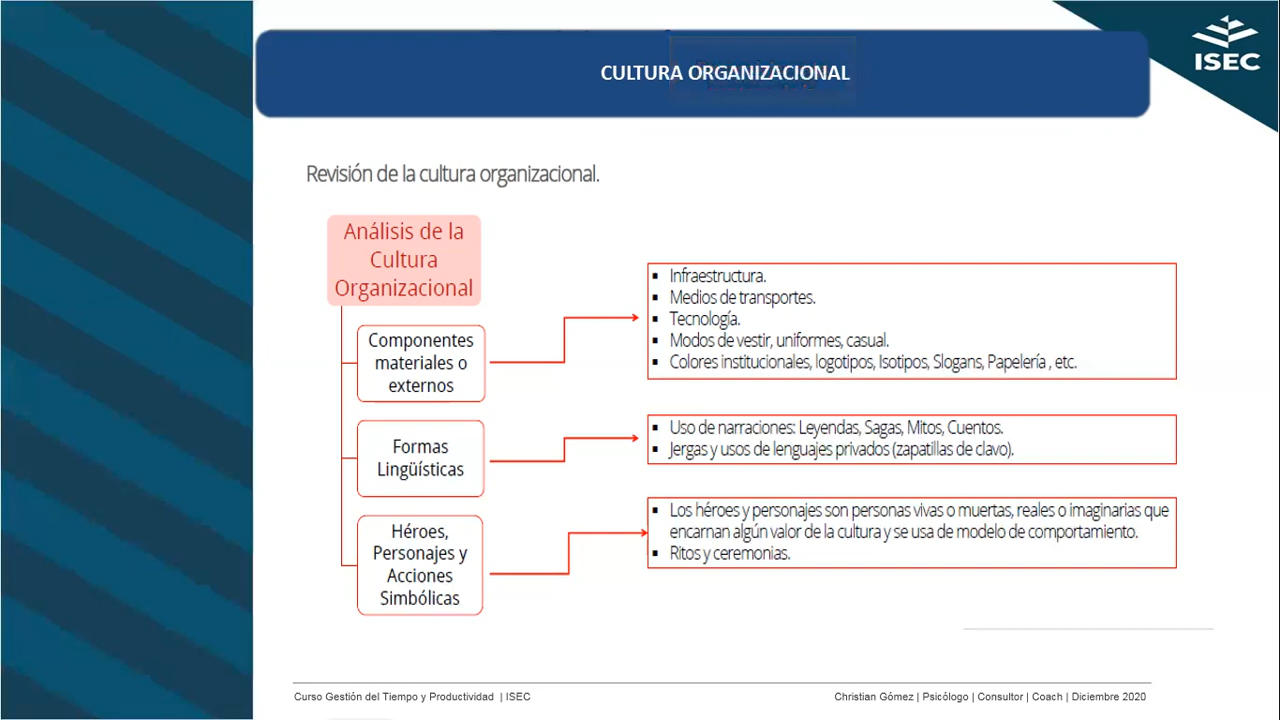 ISEC
CULTURA ORGANIZACIONAL
Revisión de la cultura organizacional.
Análisis de la
Cultura
Organizacional
Componentes
materiales o
externos
▪ Infraestructura.
▪ Medios de transportes.
▪ Tecnología.
▪ Modos de vestir, uniformes, casual.
▪ Colores institucionales, logotipos, Isotipos, Slogans, Papelería , etc.
Formas
Lingüísticas
▪ Uso de narraciones: Leyendas, Sagas, Mitos, Cuentos.
▪ Jergas y usos de lenguajes privados (zapatillas de clavo).
Héroes,
Personajes y
Acciones
Simbólicas
▪ Los héroes y personajes son personas vivas o muertas, reales o imaginarias que
encarnan algún valor de la cultura y se usa de modelo de comportamiento.
▪ Ritos y ceremonias.
Curso Gestión del Tiempo y Productividad | ISEC
Christian Gómez | Psicólogo | Consultor | Coach | Diciembre 2020